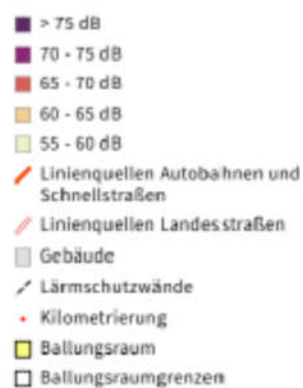 > 75 dB
70 - 75 dB
65 - 70 dB
60 - 65 dB
55 - 60 dB
Linienquellen Autobahnen und
Schnellstraßen
Linienquellen Landesstraßen
Gebäude
Lärmschutzwände
Kilometrierung
Ballungsraum
Ballungsraumgrenzen